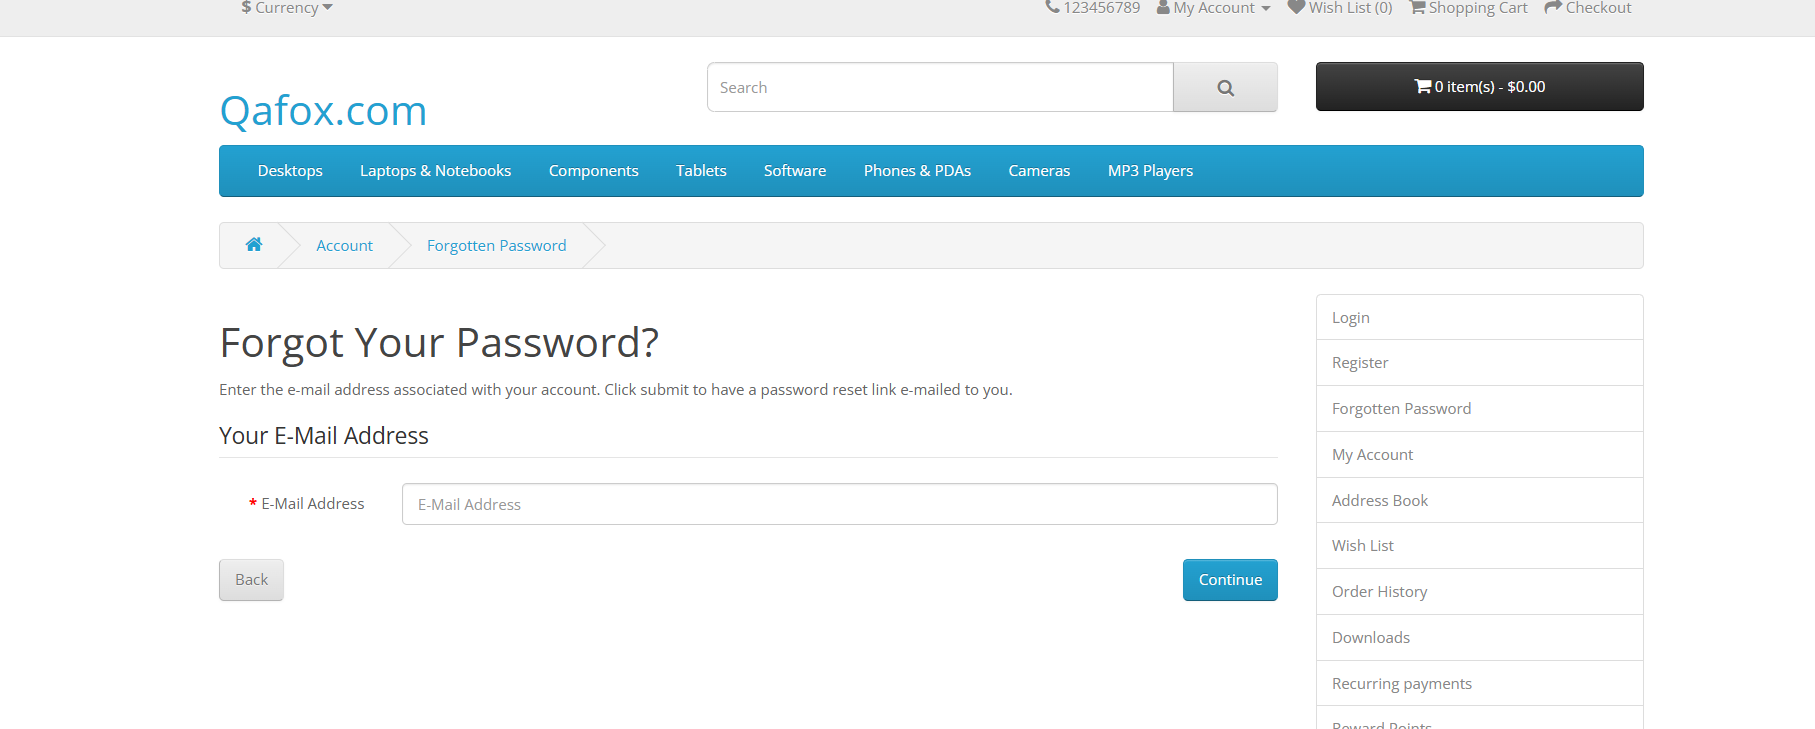 $ Currency
123456789 My Account Wish List (0) Shopping Cart Checkout
Qafox.com
Search
0 item(s) - $0.00
Desktops Laptops & Notebooks Components Tablets Software Phones & PDAs Cameras MP3 Players
Account Forgotten Password
Forgot Your Password?
Enter the e-mail address associated with your account. Click submit to have a password reset link e-mailed to you.
Your E-Mail Address
* E-Mail Address E-Mail Address
Back Continue
Login
Register
Forgotten Password
My Account
Address Book
Wish List
Order History
Downloads
Recurring payments
Reward Points